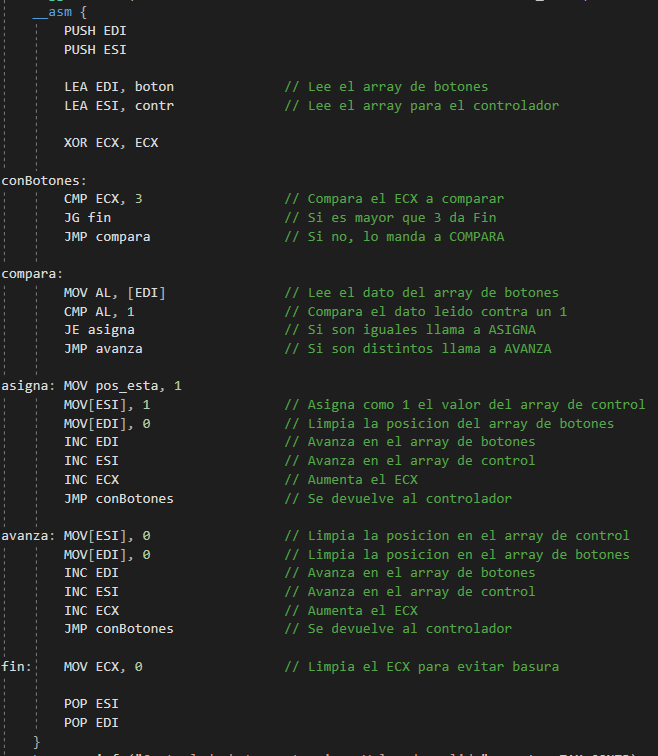 __asm {
PUSH EDI
PUSH ESI
LEA EDI, boton // Lee el array de botones
LEA ESI, contr // Lee el array para el controlador
XOR ECX, ECX
conBotones:
CMP ECX, 3 // Compara el ECX a comparar
JG fin // Si es mayor que 3 da Fin
JMP compara // Si no, lo manda a COMPARA
compara:
MOV AL, [EDI] // Lee el dato del array de botones
CMP AL, 1 // Compara el dato leido contra un 1
JE asigna // Si son iguales llama a ASIGNA
JMP avanza // Si son distintos llama a AVANZA
asigna: MOV pos_esta, 1
MOV[ESI], 1 // Asigna como 1 el valor del array de control
MOV[EDI], 0 // Limpia la posicion del array de botones
INC EDI // Avanza en el array de botones
INC ESI // Avanza en el array de control
INC ECX // Aumenta el ECX
JMP conBotones // Se devuelve al controlador
avanza: MOV[ESI], 0 // Limpia la posicion en el array de control
MOV[EDI], 0 // Limpia la posicion en el array de botones
INC EDI // Avanza en el array de botones
INC ESI // Avanza en el array de control
INC ECX // Aumenta el ECX
JMP conBotones // Se devuelve al controlador
fin: MOV ECX, 0 // Limpia el ECX para evitar basura
POP ESI
POP EDI
}